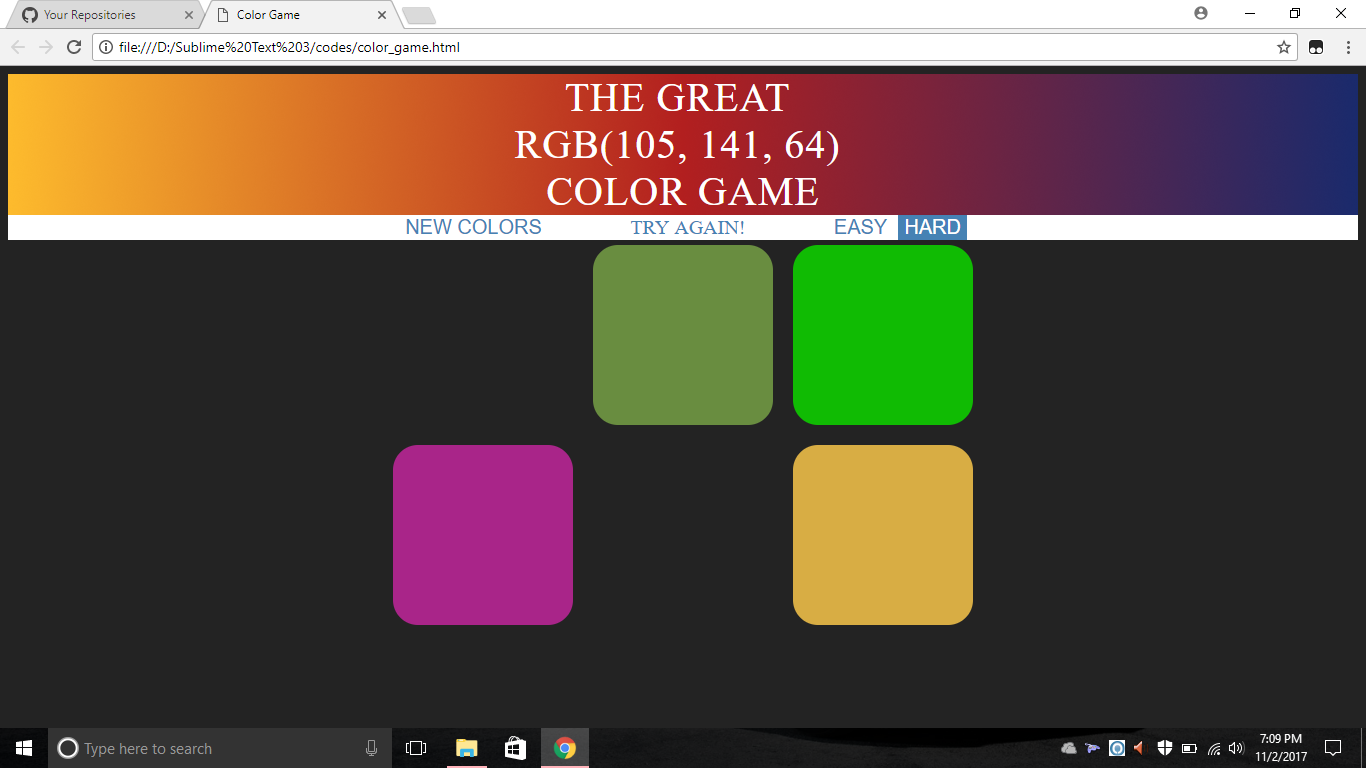 Your Repositories
Color Game
file:///D:/Sublime%20Text%203/codes/color_game.html
THE GREAT
RGB(105, 141, 64)
COLOR GAME
NEW COLORS TRY AGAIN! EASY HARD
Type here to search
7:09 PM
11/2/2017